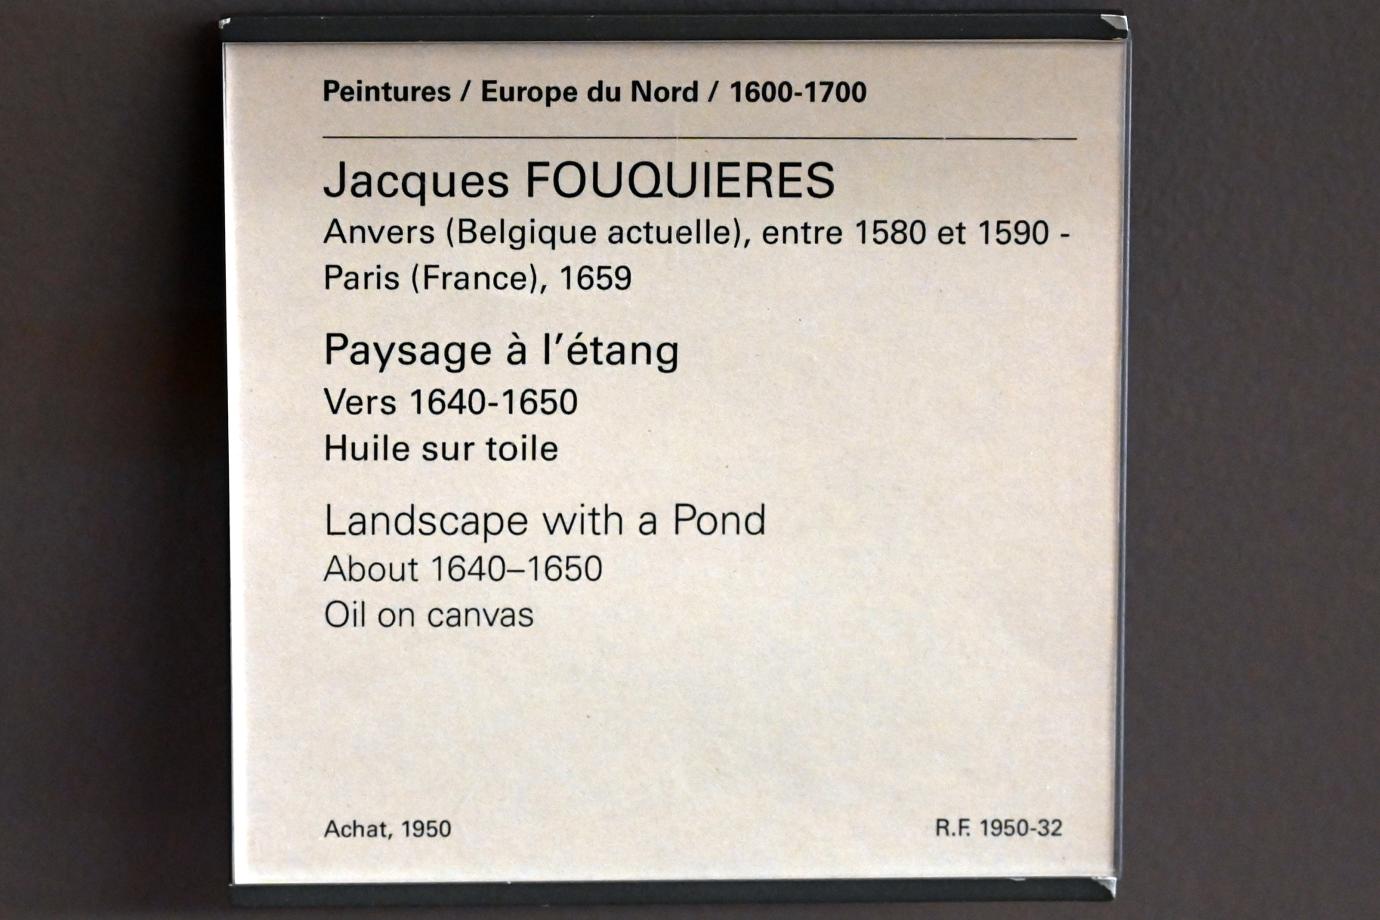 Peintures / Europe du Nord / 1600-1700
Jacques FOUQUIERES
Anvers (Belgique actuelle), entre 1580 et 1590 -
Paris (France), 1659
Paysage à l’étang
Vers 1640-1650
Huile sur toile
Landscape with a Pond
About 1640–1650
Oil on canvas
Achat, 1950
R.F. 1950-32